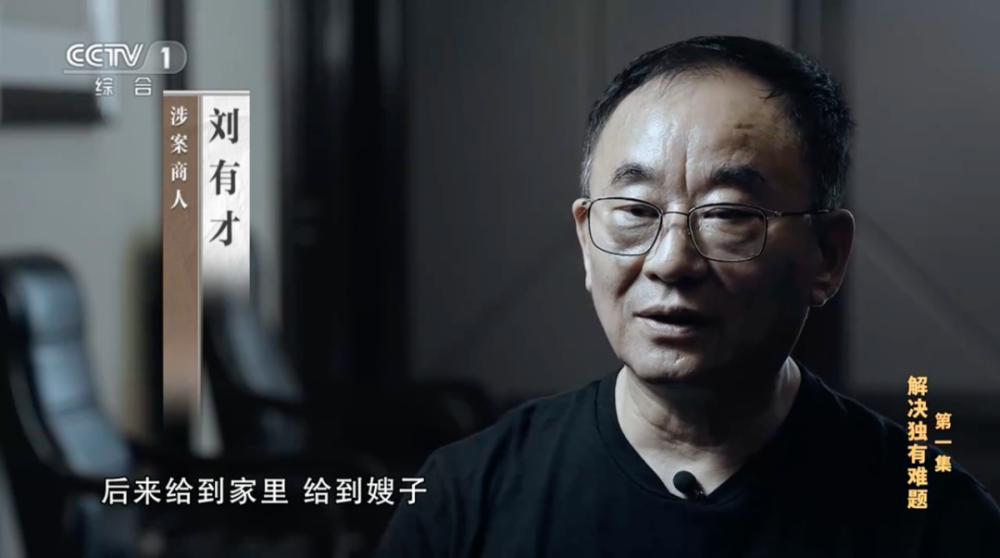 CCTV 1
综合
刘有才
涉案商人
第一集
解决独有难题
后来给到家里 给到嫂子